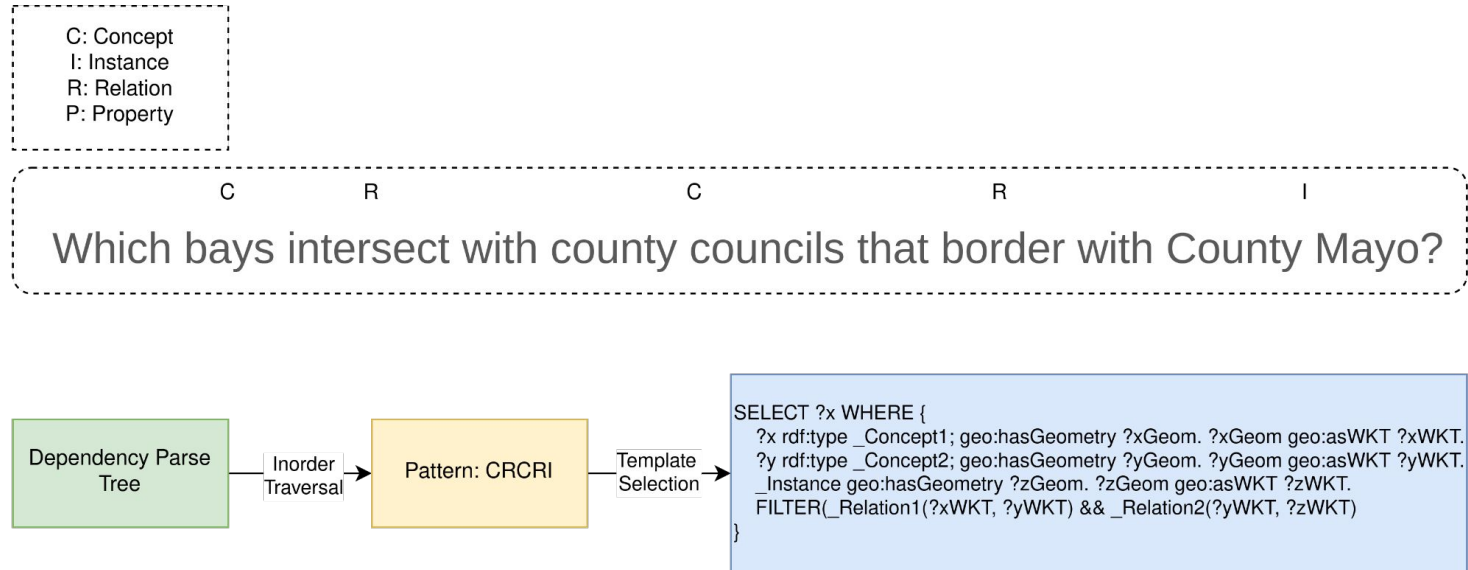 C: Concept
I: Instance
R: Relation
P: Property
C R C R I
Which bays intersect with county councils that border with County Mayo?
Dependency Parse
Tree
Inorder
Traversal
Pattern: CRCRI
Template
Selection
SELECT ?x WHERE {
?x rdf:type _Concept1; geo:hasGeometry ?xGeom. ?xGeom geo:asWKT ?xWKT.
?y rdf:type _Concept2; geo:hasGeometry ?yGeom. ?yGeom geo:asWKT ?yWKT.
_Instance geo:hasGeometry ?zGeom. ?zGeom geo:asWKT ?zWKT.
FILTER(_Relation1(?xWKT, ?yWKT) && _Relation2(?yWKT, ?zWKT)
}